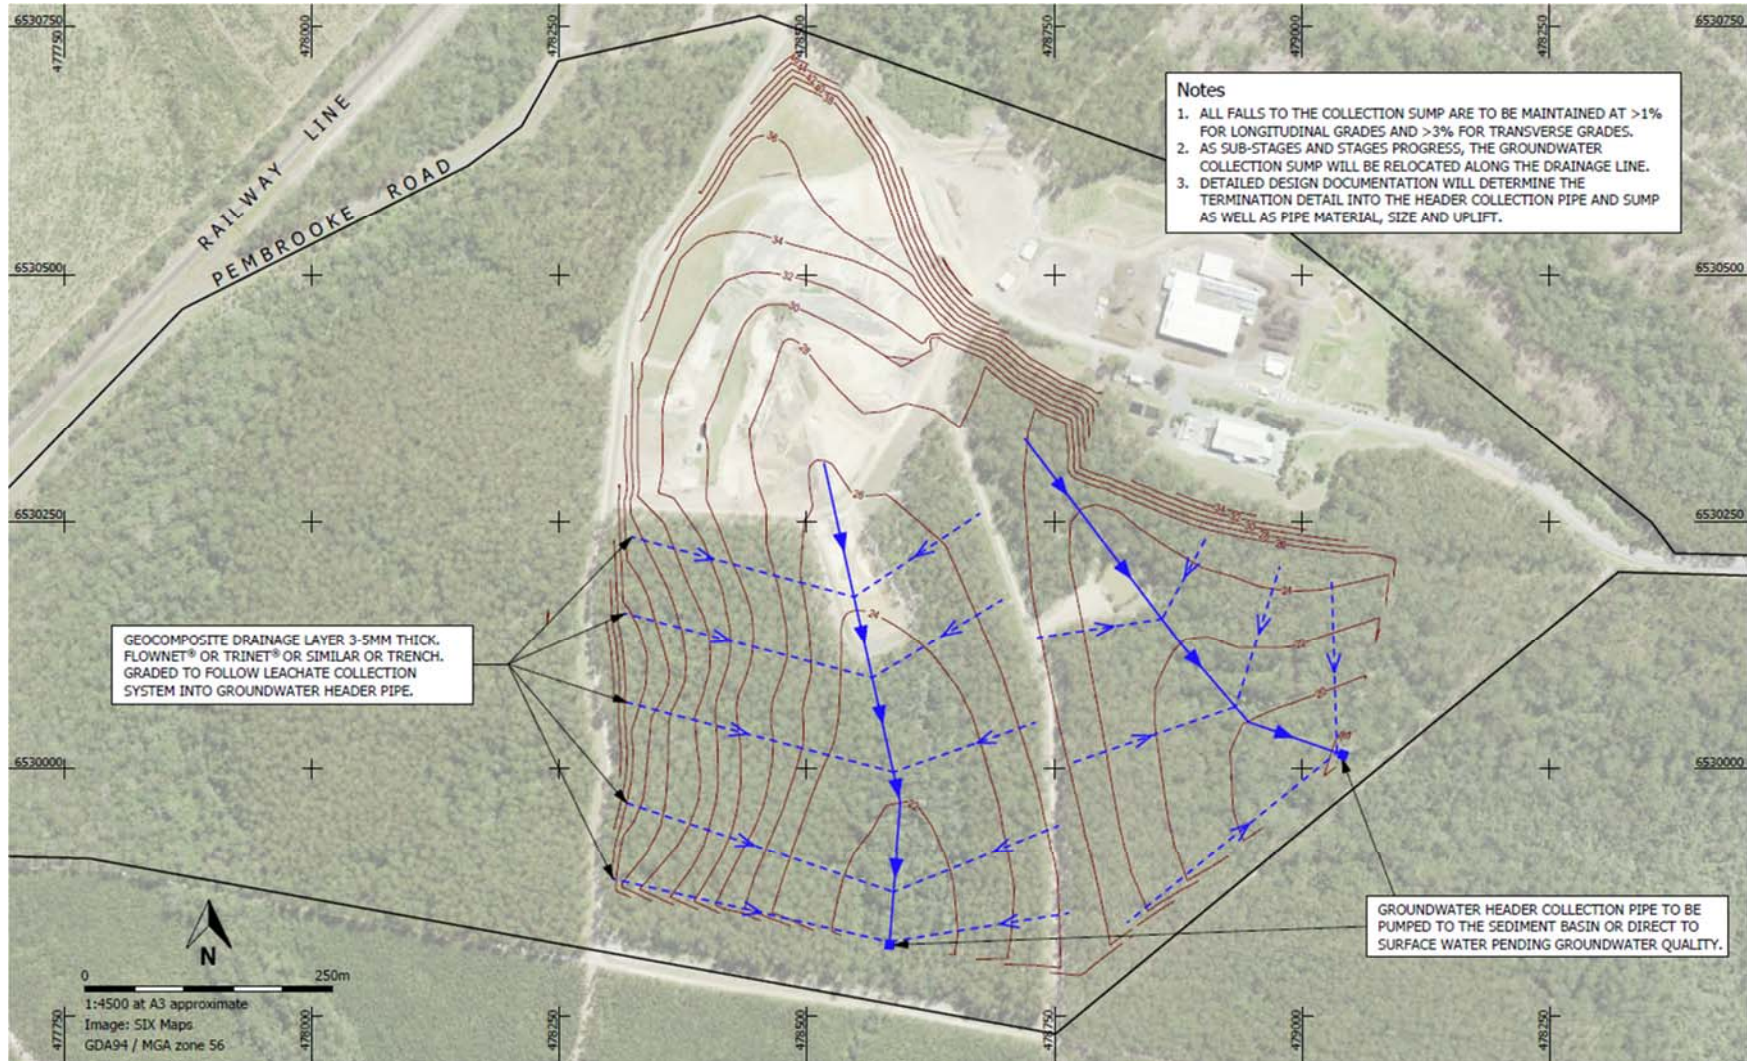 6530750
477750
478000
478250
478500
478750
479000
478250
6530750
RAILWAY LINE
PEMBROOKE ROAD
Notes
1. ALL FALLS TO THE COLLECTION SUMP ARE TO BE MAINTAINED AT >1%
FOR LONGITUDINAL GRADES AND >3% FOR TRANSVERSE GRADES.
2. AS SUB-STAGES AND STAGES PROGRESS, THE GROUNDWATER
COLLECTION SUMP WILL BE RELOCATED ALONG THE DRAINAGE LINE.
3. DETAILED DESIGN DOCUMENTATION WILL DETERMINE THE
TERMINATION DETAIL INTO THE HEADER COLLECTION PIPE AND SUMP
AS WELL AS PIPE MATERIAL, SIZE AND UPLIFT.
36
34
32
30
28
6530500
6530500
26
6530250
6530250
24
24
22
20
GEOCOMPOSITE DRAINAGE LAYER 3-5MM THICK.
FLOWNET® OR TRINET® OR SIMILAR OR TRENCH.
GRADED TO FOLLOW LEACHATE COLLECTION
SYSTEM INTO GROUNDWATER HEADER PIPE.
6530000
6530000
22
GROUNDWATER HEADER COLLECTION PIPE TO BE
PUMPED TO THE SEDIMENT BASIN OR DIRECT TO
SURFACE WATER PENDING GROUNDWATER QUALITY.
N
0 250m
1:4500 at A3 approximate
Image: SIX Maps
GDA94 / MGA zone 56
477750
478000
478250
478500
478750
479000
478250